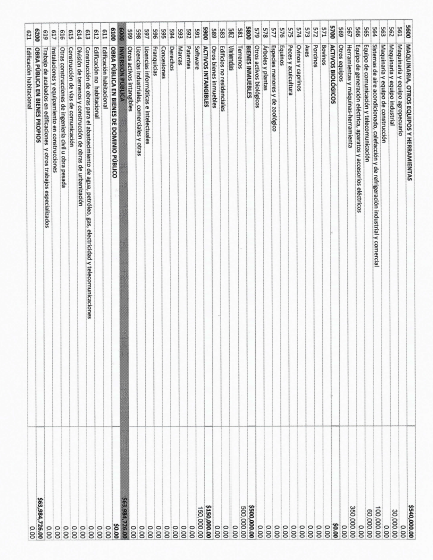 5600 MAQUINARIA, OTROS EQUIPOS Y HERRAMIENTAS $540,000.00
561 Maquinaria y equipo agropecuario 0.00
562 Maquinaria y equipo industrial 30,000.00
563 Maquinaria y equipo de construcción 0.00
564 Sistemas de aire acondicionado, calefacción y de refrigeración industrial y comercial 100,000.00
565 Equipo de comunicación y telecomunicación 60,000.00
566 Equipo de generación eléctrica, aparatos y accesorios eléctricos 0.00
567 Herramientas y máquinas-herramienta 350,000.00
569 Otros equipos 0.00
5700 ACTIVOS BIOLÓGICOS $0.00
571 Bovinos 0.00
572 Porcinos 0.00
573 Aves 0.00
574 Ovinos y caprinos 0.00
575 Peces y acuicultura 0.00
576 Equinos 0.00
577 Especies menores y de zoológico 0.00
578 Árboles y plantas 0.00
579 Otros activos biológicos 0.00
5800 BIENES INMUEBLES $500,000.00
581 Terrenos 500,000.00
582 Viviendas 0.00
583 Edificios no residenciales 0.00
589 Otros bienes inmuebles 0.00
5900 ACTIVOS INTANGIBLES $150,000.00
591 Software 150,000.00
592 Patentes 0.00
593 Marcas 0.00
594 Derechos 0.00
595 Concesiones 0.00
596 Franquicias 0.00
597 Licencias informáticas e intelectuales 0.00
598 Licencias industriales, comerciales y otras 0.00
599 Otros activos intangibles 0.00
6000 INVERSIÓN PÚBLICA
6100 OBRA PÚBLICA EN BIENES DE DOMINIO PÚBLICO $0.00
611 Edificación habitacional 0.00
612 Edificación no habitacional 0.00
613 Construcción de obras para el abastecimiento de agua, petróleo, gas, electricidad y telecomunicaciones 0.00
614 División de terrenos y construcción de obras de urbanización 0.00
615 Construcción de vías de comunicación 0.00
616 Otras construcciones de ingeniería civil u obra pesada 0.00
617 Instalaciones y equipamiento en construcciones 0.00
619 Trabajo de acabados en edificaciones y otros trabajos especializados 0.00
6200 OBRA PÚBLICA EN BIENES PROPIOS
621 Edificación habitacional 0.00